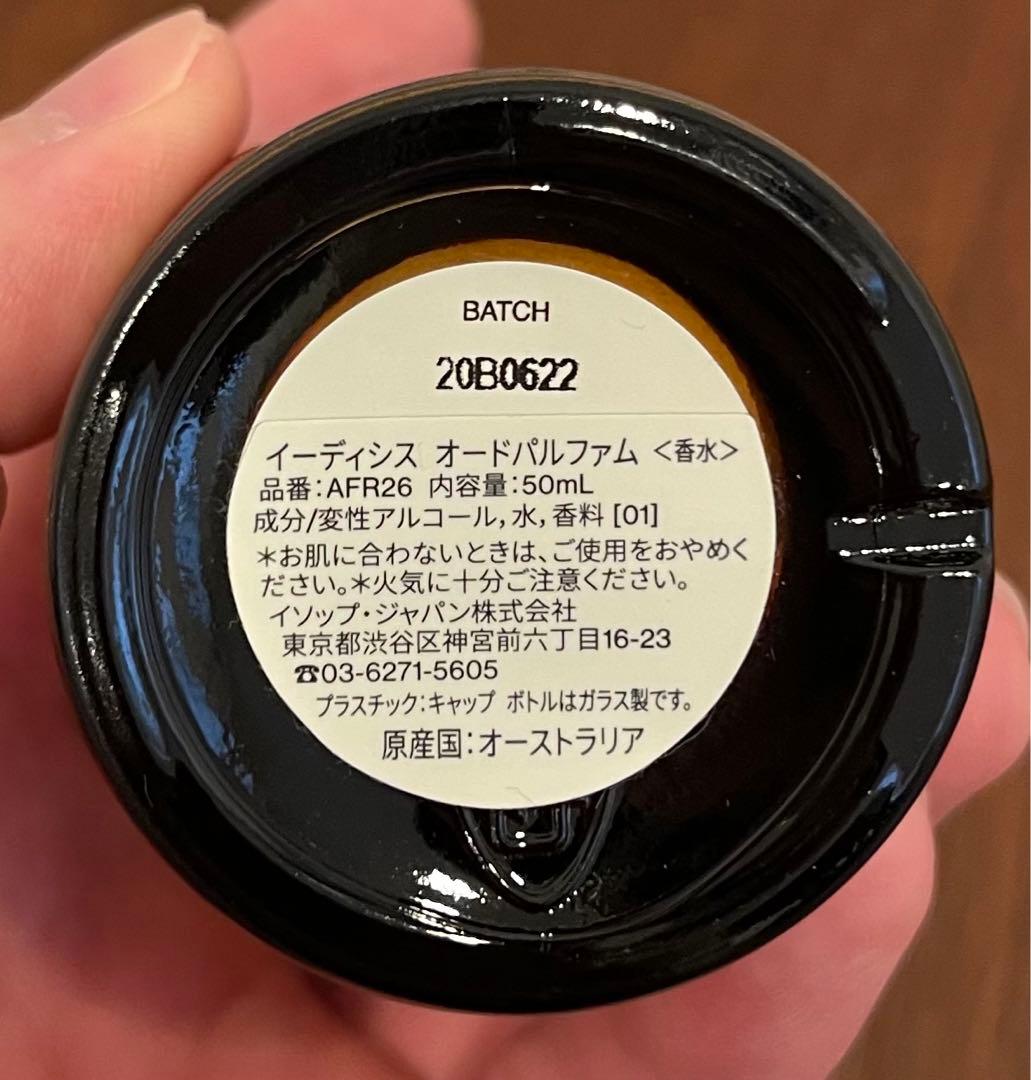 BATCH
20B0622
イーディシス オードパルファム <香水>
品番:AFR26 内容量:50mL
成分/変性アルコール,水,香料 [01]
*お肌に合わないときは、ご使用をおやめく
ださい。*火気に十分ご注意ください。
イソップ・ジャパン株式会社
東京都渋谷区神宮前六丁目16-23
☎03-6271-5605
プラスチック:キャップ ボトルはガラス製です。
原産国:オーストラリア